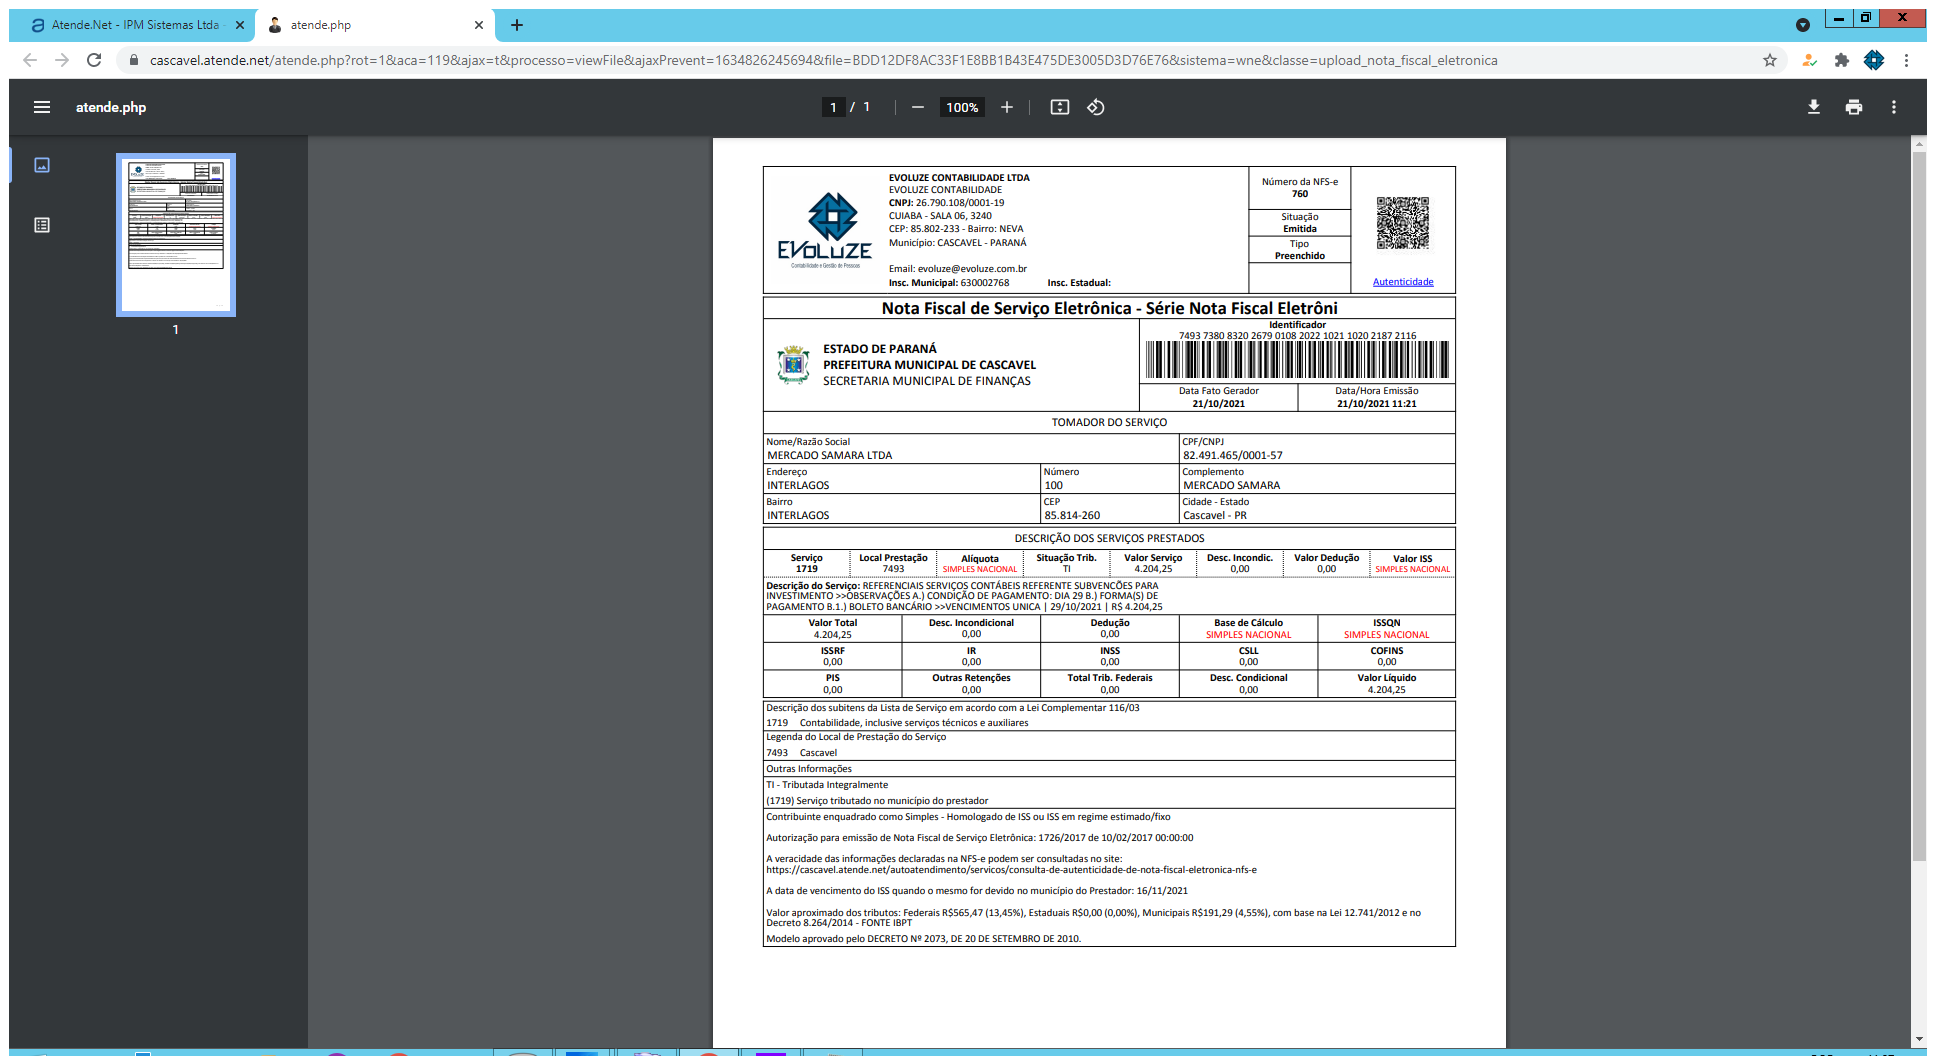 Atende.Net - IPM Sistemas Ltda -
atende.php
cascavel.atende.net/atende.php?rot=1&aca=119&ajax=t&processo=viewFile&ajaxPrevent=1634826245694&file=BDD12DF8AC33F1E8BB1B43E475DE3005D3D76E76&sistema=wne&classe=upload_nota_fiscal_eletronica
atende.php
1 / 1
100%
1
EVOLUZE
Contabilidade e Gestão de Pessoas
EVOLUZE CONTABILIDADE LTDA
EVOLUZE CONTABILIDADE
CNPJ: 26.790.108/0001-19
CUIABA - SALA 06, 3240
CEP: 85.802-233 - Bairro: NEVA
Município: CASCAVEL - PARANÁ
Email: evoluze@evoluze.com.br
Insc. Municipal: 630002768 Insc. Estadual:
Número da NFS-e
760
Situação
Emitida
Tipo
Preenchido
Autenticidade
Nota Fiscal de Serviço Eletrônica - Série Nota Fiscal Eletrôni
ESTADO DE PARANÁ
PREFEITURA MUNICIPAL DE CASCAVEL
SECRETARIA MUNICIPAL DE FINANÇAS
Identificador
7493 7380 8320 2679 0108 2022 1021 1020 2187 2116
Data Fato Gerador
21/10/2021
Data/Hora Emissão
21/10/2021 11:21
TOMADOR DO SERVIÇO
Nome/Razão Social CPF/CNPJ
MERCADO SAMARA LTDA 82.491.465/0001-57
Endereço Número Complemento
INTERLAGOS 100 MERCADO SAMARA
Bairro CEP Cidade - Estado
INTERLAGOS 85.814-260 Cascavel - PR
DESCRIÇÃO DOS SERVIÇOS PRESTADOS
Serviço Local Prestação Alíquota Situação Trib. Valor Serviço Desc. Incondic. Valor Dedução Valor ISS
1719 7493 SIMPLES NACIONAL TI 4.204,25 0,00 0,00 SIMPLES NACIONAL
Descrição do Serviço: REFERENCIAIS SERVIÇOS CONTÁBEIS REFERENTE SUBVENCÕES PARA
INVESTIMENTO >>OBSERVAÇÕES A.) CONDIÇÃO DE PAGAMENTO: DIA 29 B.) FORMA(S) DE
PAGAMENTO B.1.) BOLETO BANCÁRIO >>VENCIMENTOS UNICA | 29/10/2021 | R$ 4.204,25
Valor Total Desc. Incondicional Dedução Base de Cálculo ISSQN
4.204,25 0,00 0,00 SIMPLES NACIONAL SIMPLES NACIONAL
ISSRF IR INSS CSLL COFINS
0,00 0,00 0,00 0,00 0,00
PIS Outras Retenções Total Trib. Federais Desc. Condicional Valor Líquido
0,00 0,00 0,00 0,00 4.204,25
Descrição dos subitens da Lista de Serviço em acordo com a Lei Complementar 116/03
1719 Contabilidade, inclusive serviços técnicos e auxiliares
Legenda do Local de Prestação do Serviço
7493 Cascavel
Outras Informações
TI - Tributada Integralmente
(1719) Serviço tributado no município do prestador
Contribuinte enquadrado como Simples - Homologado de ISS ou ISS em regime estimado/fixo
Autorização para emissão de Nota Fiscal de Serviço Eletrônica: 1726/2017 de 10/02/2017 00:00:00
A veracidade das informações declaradas na NFS-e podem ser consultadas no site:
https://cascavel.atende.net/autoatendimento/servicos/consulta-de-autenticidade-de-nota-fiscal-eletronica-nfs-e
A data de vencimento do ISS quando o mesmo for devido no município do Prestador: 16/11/2021
Valor aproximado dos tributos: Federais R$565,47 (13,45%), Estaduais R$0,00 (0,00%), Municipais R$191,29 (4,55%), com base na Lei 12.741/2012 e no
Decreto 8.264/2014 - FONTE IBPT
Modelo aprovado pelo DECRETO Nº 2073, DE 20 DE SETEMBRO DE 2010.